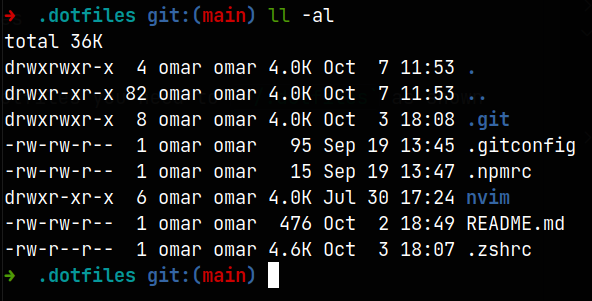 ➜  .dotfiles git:(main) ll -al
total 36K
drwxrwxr-x  4 omar omar 4.0K Oct  7 11:53 .
drwxr-xr-x 82 omar omar 4.0K Oct  7 11:53 ..
drwxrwxr-x  8 omar omar 4.0K Oct  3 18:08 .git
-rw-rw-r--  1 omar omar   95 Sep 19 13:45 .gitconfig
-rw-rw-r--  1 omar omar   15 Sep 19 13:47 .npmrc
drwxr-xr-x  6 omar omar 4.0K Jul 30 17:24 nvim
-rw-rw-r--  1 omar omar  476 Oct  2 18:49 README.md
-rw-r--r--  1 omar omar 4.6K Oct  3 18:07 .zshrc
➜  .dotfiles git:(main)